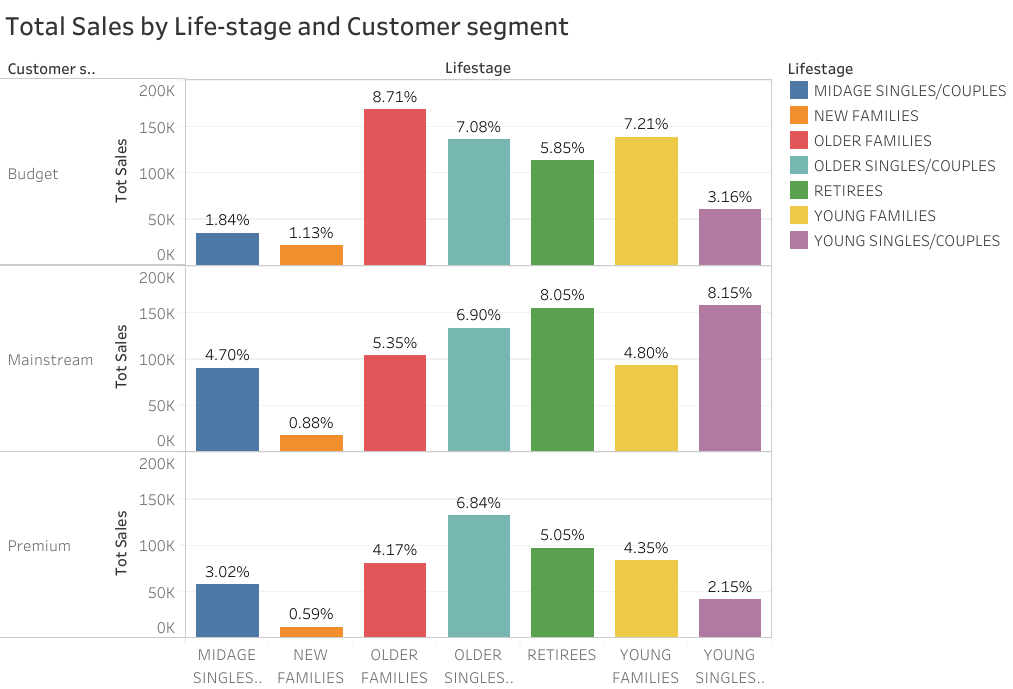 Total Sales by Life-stage and Customer segment
Customer s..
Lifestage
Lifestage
MIDAGE SINGLES/COUPLES
NEW FAMILIES
OLDER FAMILIES
OLDER SINGLES/COUPLES
RETIREES
YOUNG FAMILIES
YOUNG SINGLES/COUPLES
Budget
Tot Sales
200K
150K
100K
50K
0K
1.84%
1.13%
8.71%
7.08%
5.85%
7.21%
3.16%
Mainstream
Tot Sales
200K
150K
100K
50K
0K
4.70%
0.88%
5.35%
6.90%
8.05%
4.80%
8.15%
Premium
Tot Sales
200K
150K
100K
50K
0K
3.02%
0.59%
4.17%
6.84%
5.05%
4.35%
2.15%
MIDAGE
SINGLES..
NEW
FAMILIES
OLDER
FAMILIES
OLDER
SINGLES..
RETIREES
YOUNG
FAMILIES
YOUNG
SINGLES..